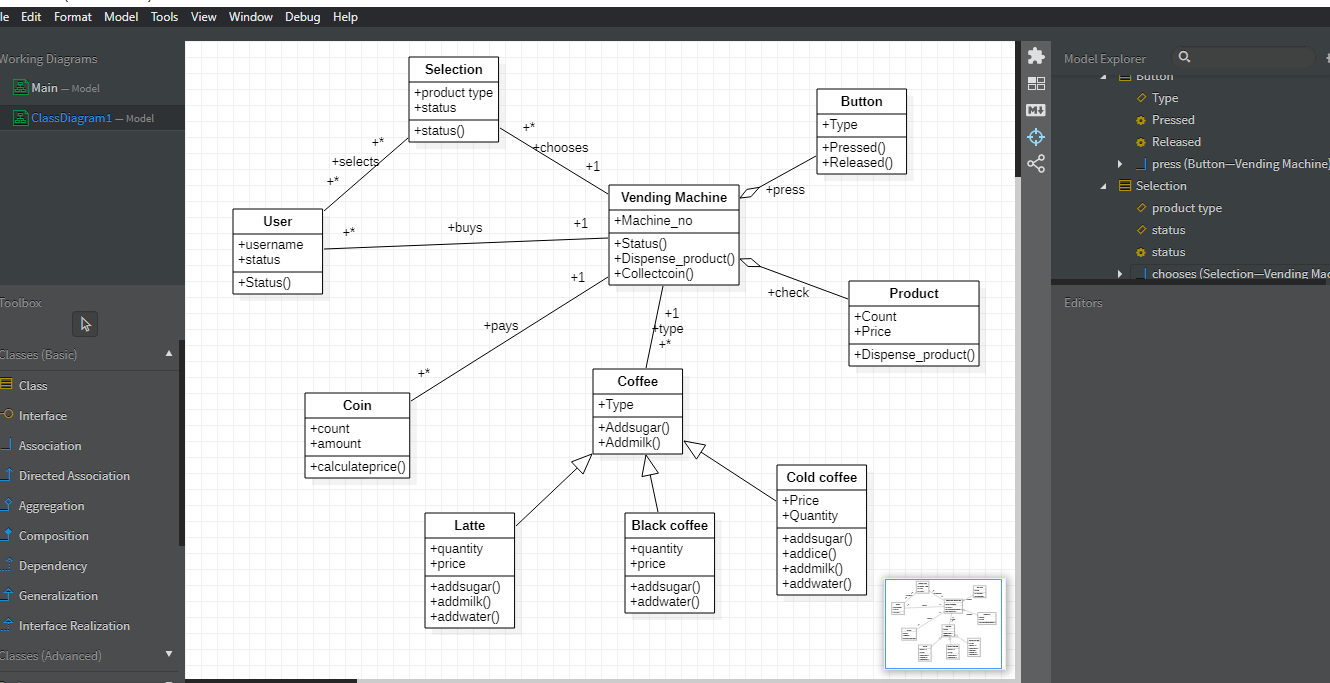 le Edit Format Model Tools View Window Debug Help
Working Diagrams
Main — Model
ClassDiagram1 — Model
Toolbox
Classes (Basic)
Class
Interface
Association
Directed Association
Aggregation
Composition
Dependency
Generalization
Interface Realization
Classes (Advanced)
Selection
+product type
+status
+status()
+*
+selects
+*
+*
+chooses
+1
Button
+Type
+Pressed()
+Released()
+press
User
+username
+status
+Status()
+*
+buys
+1
Vending Machine
+Machine_no
+Status()
+Dispense_product()
+Collectcoin()
+1
+pays
+*
+check
Product
+Count
+Price
+Dispense_product()
+1
+type
+*
Coin
+count
+amount
+calculateprice()
Coffee
+Type
+Addsugar()
+Addmilk()
Latte
+quantity
+price
+addsugar()
+addmilk()
+addwater()
Black coffee
+quantity
+price
+addsugar()
+addwater()
Cold coffee
+Price
+Quantity
+addsugar()
+addice()
+addmilk()
+addwater()
M
Model Explorer
Button
Type
Pressed
Released
press (Button—Vending Machine)
Selection
product type
status
status
chooses (Selection—Vending Mac
Editors